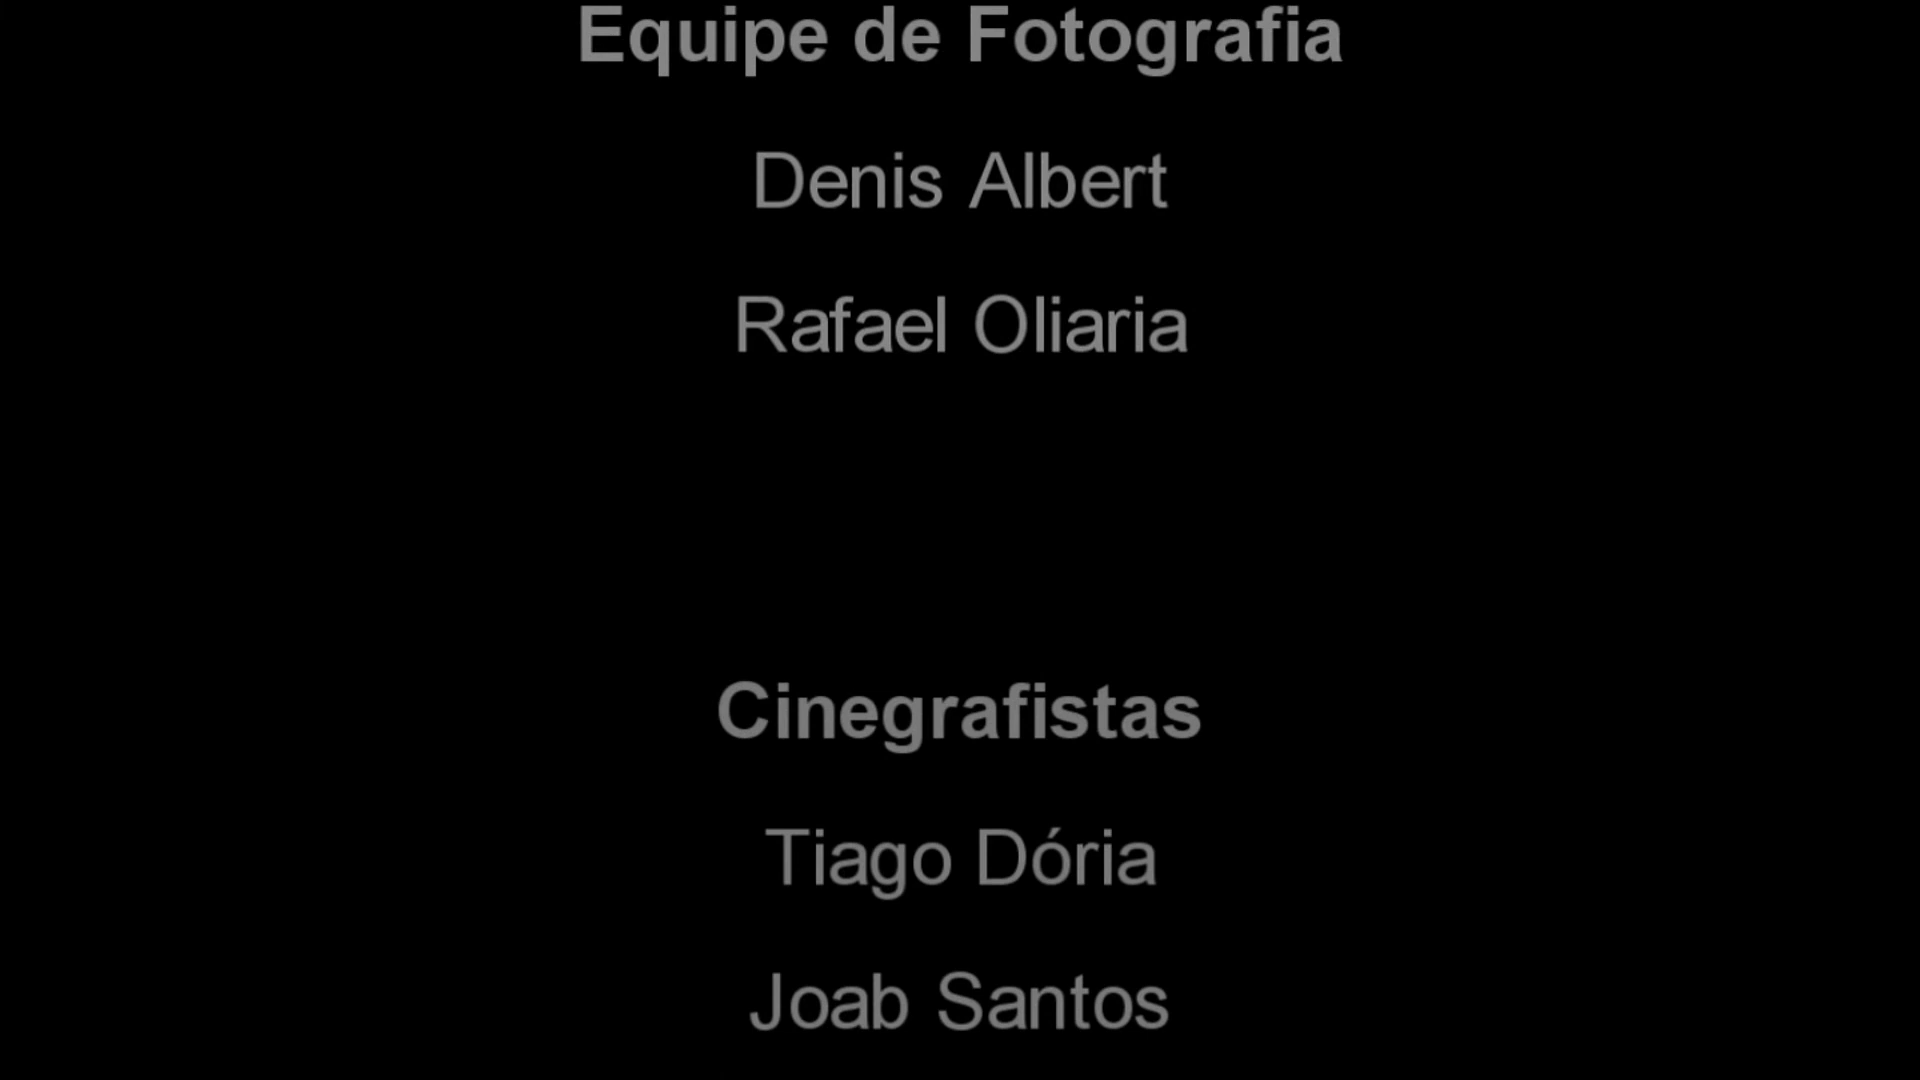 Equipe de Fotografia
Denis Albert
Rafael Oliaria
Cinegrafistas
Tiago Dória
Joab Santos